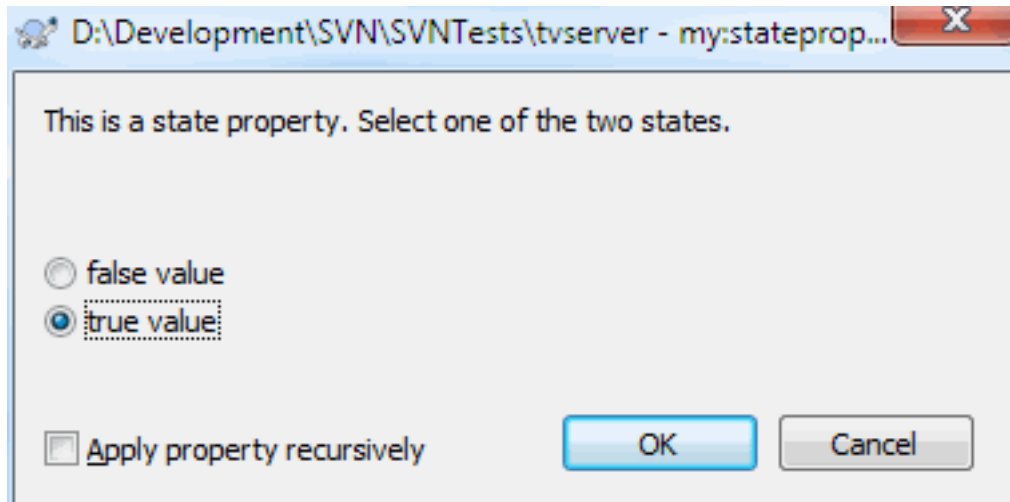 D:\Development\SVN\SVNTests\tvserver - my:stateprop...
X
This is a state property. Select one of the two states.
false value
true value
Apply property recursively
OK
Cancel